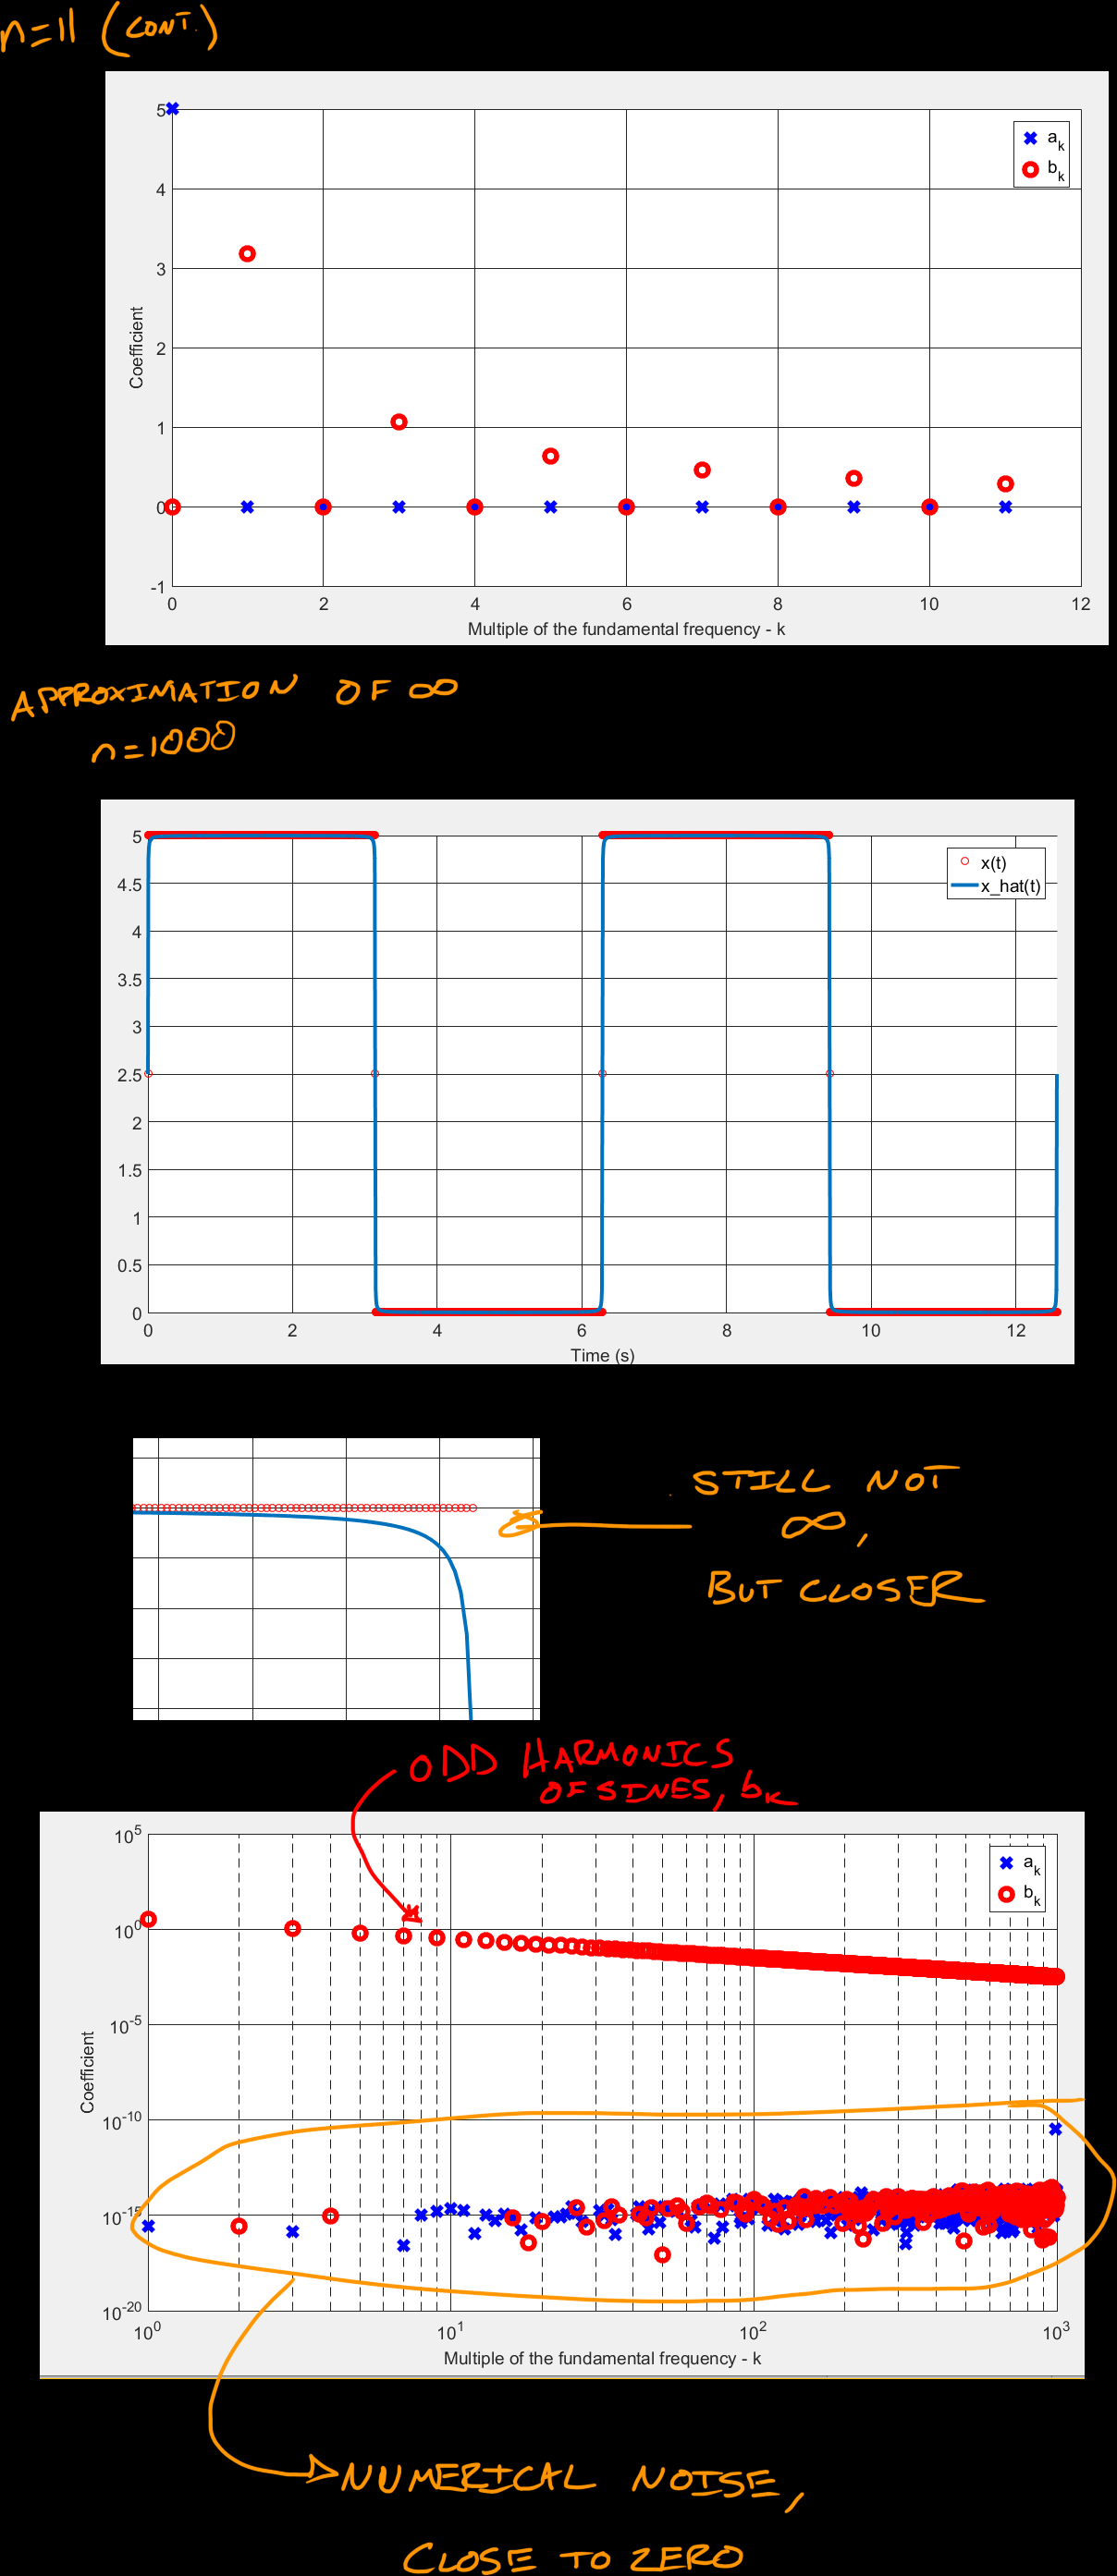 n=11 (CONT.)
5
4
3
2
1
0
-1
Coefficient
a_k
b_k
0 2 4 6 8 10 12
Multiple of the fundamental frequency - k
APPROXIMATION OF ∞
n=1000
5
4.5
4
3.5
3
2.5
2
1.5
1
0.5
0
x(t)
x_hat(t)
0 2 4 6 8 10 12
Time (s)
STILL NOT
∞,
BUT CLOSER
ODD HARMONICS
OF SINES, b_k
10^5
10^0
10^-5
10^-10
10^-15
10^-20
Coefficient
a_k
b_k
10^0 10^1 10^2 10^3
Multiple of the fundamental frequency - k
NUMERICAL NOISE,
CLOSE TO ZERO